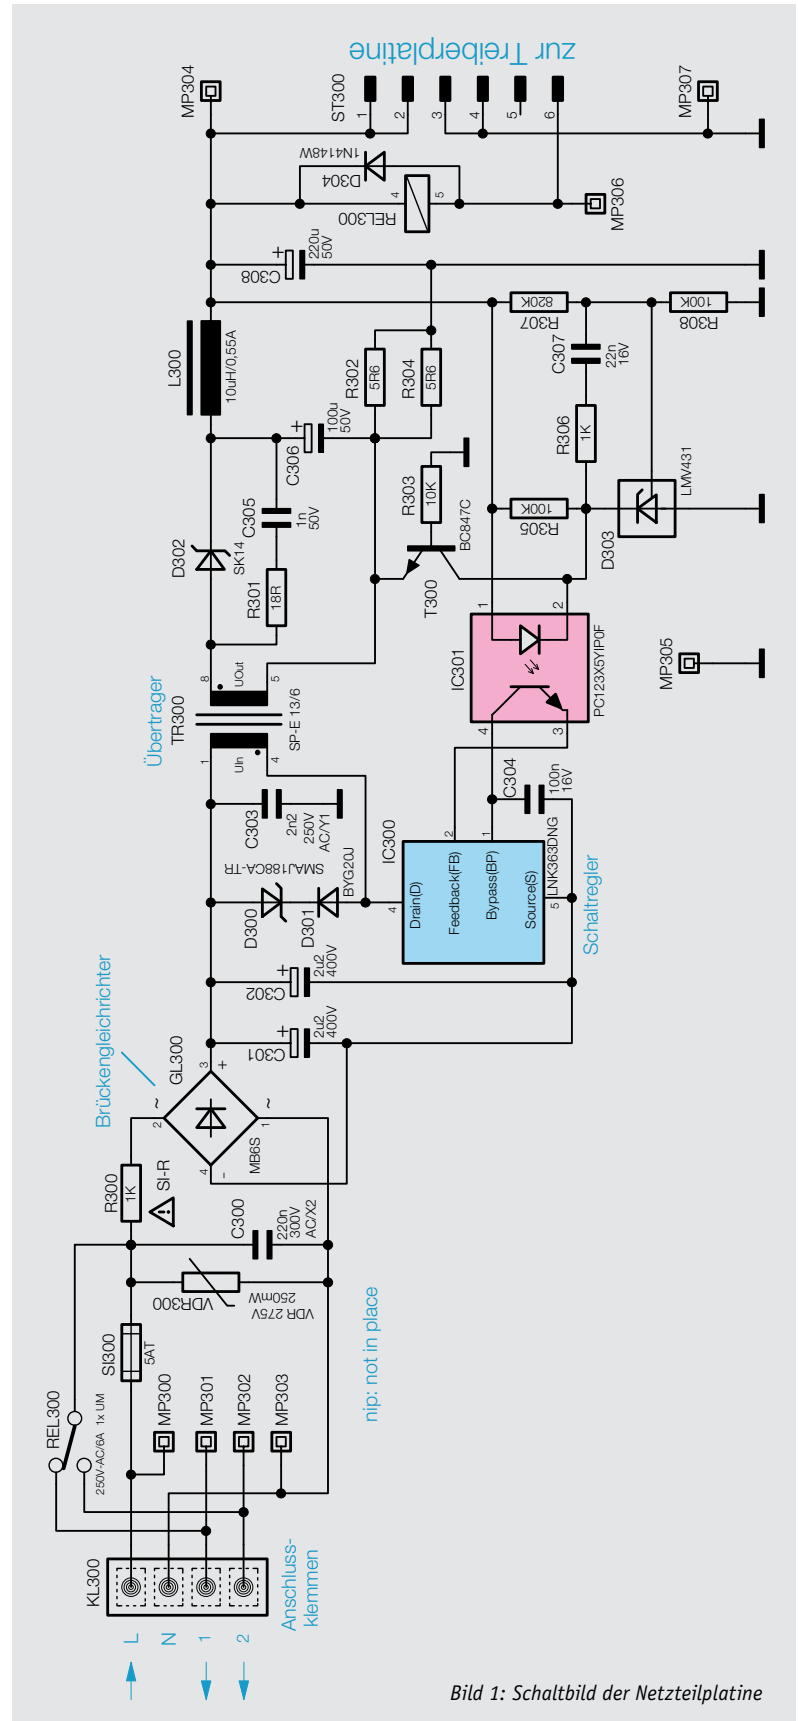 KL300
L
N
1
2
Anschluss-
klemmen
REL300
250V-AC/6A 1x UM
MP300
MP301
MP302
MP303
SI300
5AT
VDR300
VDR 275V
250mW
nip: not in place
C300
220n
300V
AC/X2
R300
1K
SI-R
Brückengleichrichter
GL300
MB6S
2
~
3
+
4
-
1
~
C301
+
2u2
400V
C302
+
2u2
400V
D300
SMAJ188CA-TR
D301
BYG20J
C303
2n2
250V
AC/Y1
Übertrager
TR300
SP-E 13/6
1
UIn
4
8
UOut
5
IC300
LNK363DNG
4
Drain(D)
2
Feedback(FB)
1
Bypass(BP)
5
Source(S)
Schaltregler
C304
100n
16V
IC301
PC123X5YIP0F
1
2
3
4
MP305
D302
SK14
R301
18R
C305
1n
50V
C306
+
100u
50V
T300
BC847C
R303
10K
R302
5R6
R304
5R6
L300
10uH/0,55A
C308
+
220u
50V
R305
100K
R306
1K
C307
22n
16V
R307
820K
R308
100K
D303
LMV431
REL300
4
5
D304
1N4148W
MP304
MP306
MP307
ST300
1
2
3
4
5
6
zur Treiberplatine
Bild 1: Schaltbild der Netzteilplatine